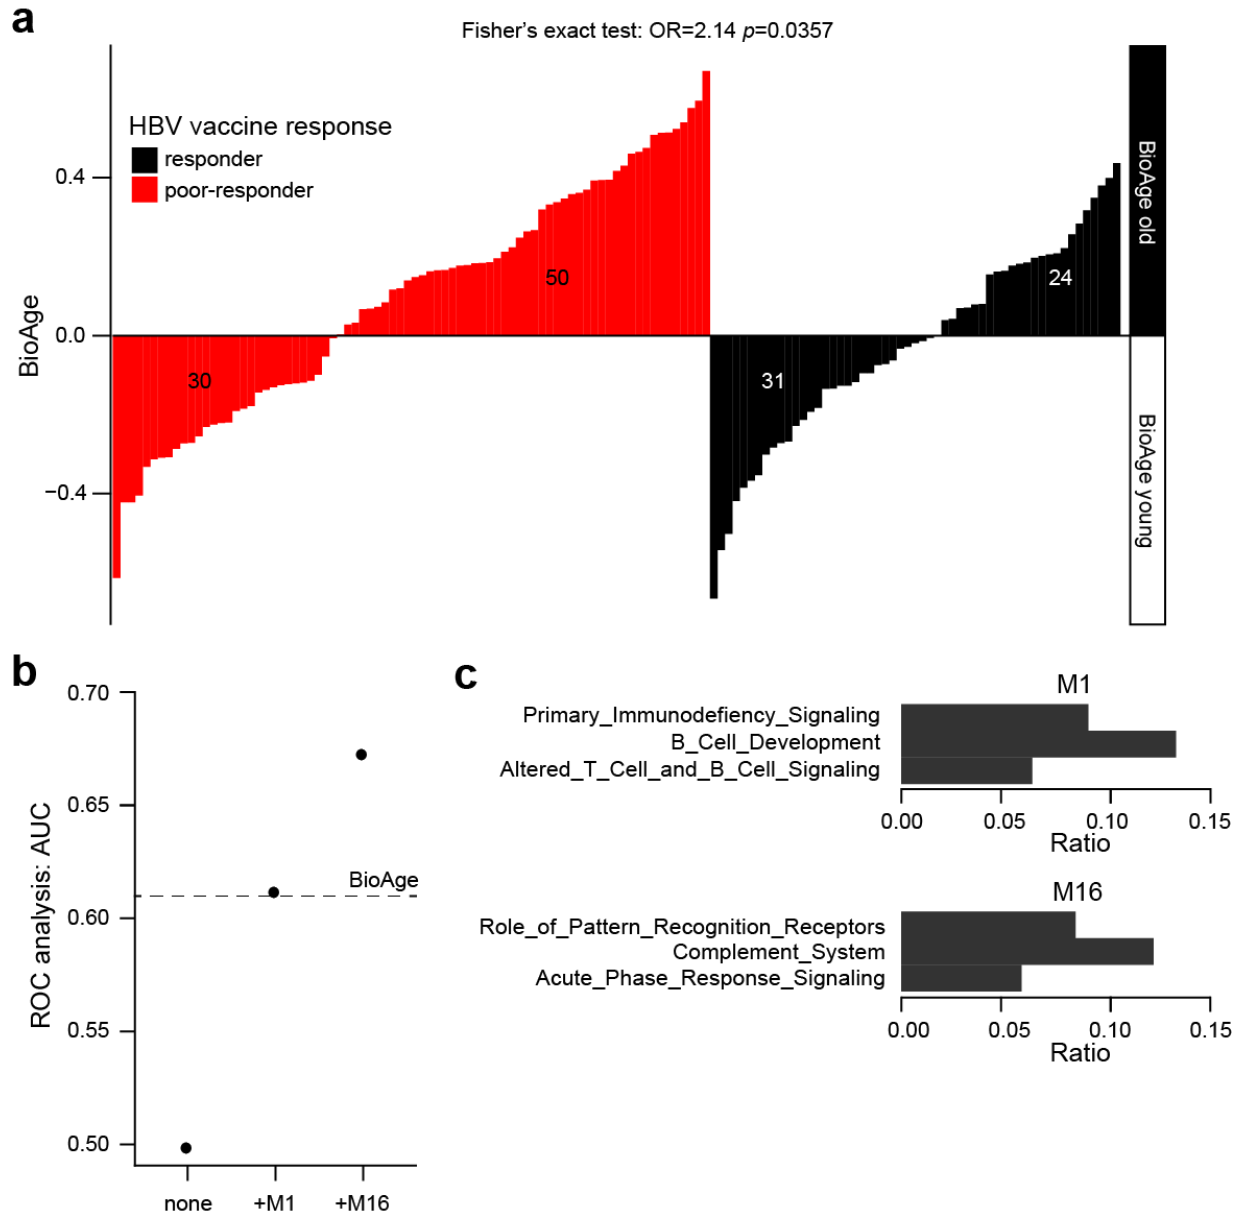 a
Fisher's exact test: OR=2.14 p=0.0357
HBV vaccine response
responder
poor-responder
BioAge
0.4
0.0
−0.4
50
30
24
31
BioAge old
BioAge young
b
ROC analysis: AUC
0.70
0.65
0.60
0.55
0.50
BioAge
none
+M1
+M16
c
M1
Primary_Immunodefiency_Signaling
B_Cell_Development
Altered_T_Cell_and_B_Cell_Signaling
0.00 0.05 0.10 0.15
Ratio
M16
Role_of_Pattern_Recognition_Receptors
Complement_System
Acute_Phase_Response_Signaling
0.00 0.05 0.10 0.15
Ratio